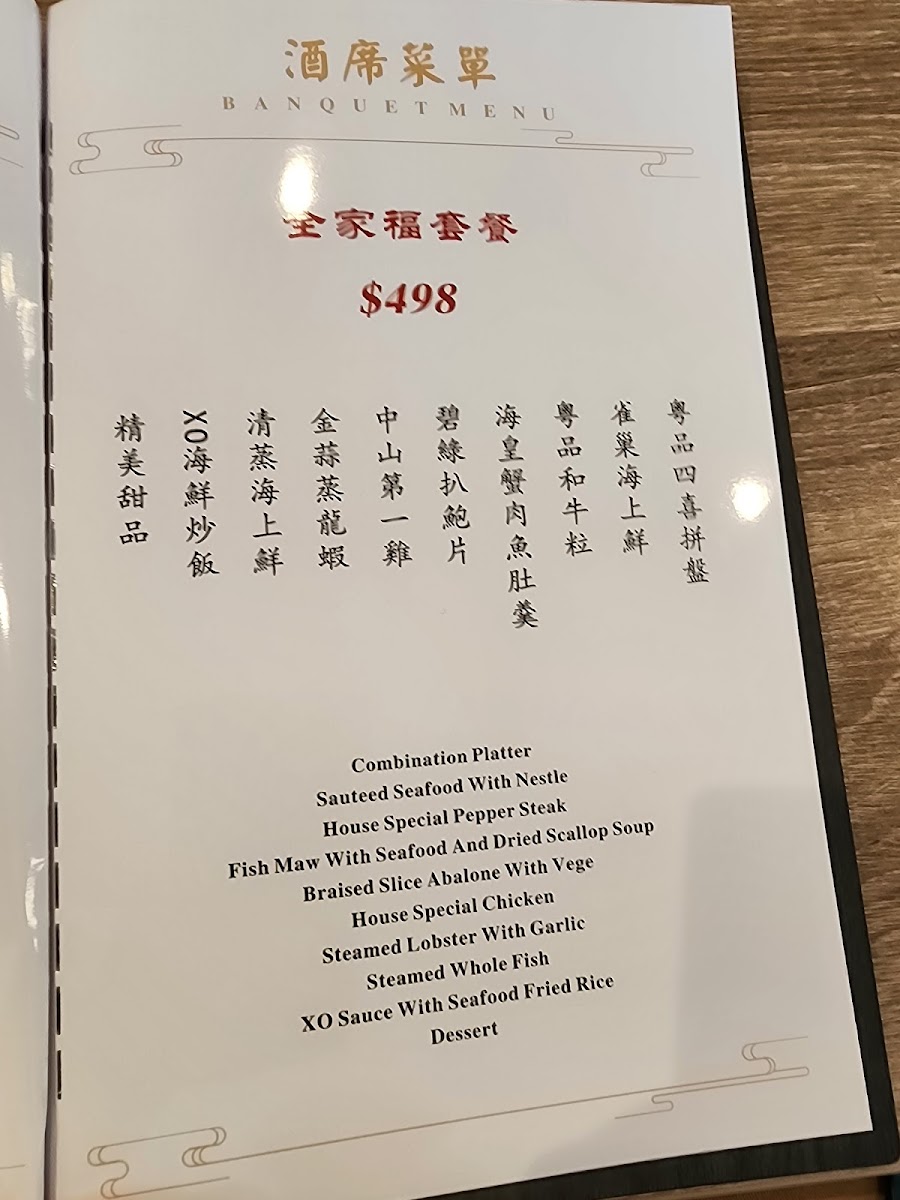 酒席菜單
BANQUET MENU
全家福套餐
$498
粵品四喜拼盤
雀巢海上鮮
粵品和牛粒
海皇蟹肉魚肚羹
碧綠扒鮑片
中山第一雞
金蒜蒸龍蝦
清蒸海上鮮
XO海鮮炒飯
精美甜品
Combination Platter
Sauteed Seafood With Nestle
House Special Pepper Steak
Fish Maw With Seafood And Dried Scallop Soup
Braised Slice Abalone With Vege
House Special Chicken
Steamed Lobster With Garlic
Steamed Whole Fish
XO Sauce With Seafood Fried Rice
Dessert